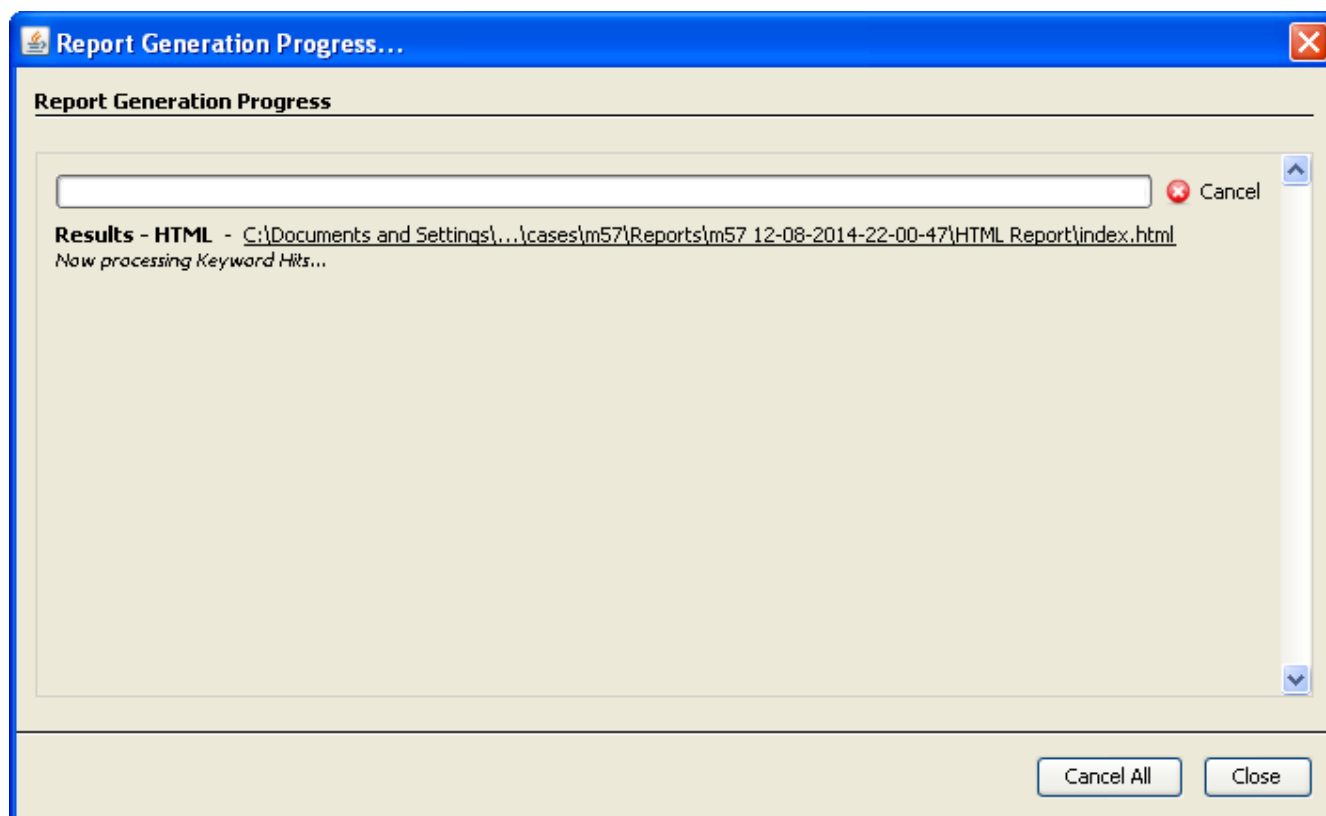 Report Generation Progress...
Report Generation Progress
Cancel
Results - HTML - C:\Documents and Settings\...\cases\m57\Reports\m57 12-08-2014-22-00-47\HTML Report\index.html
Now processing Keyword Hits...
Cancel All
Close